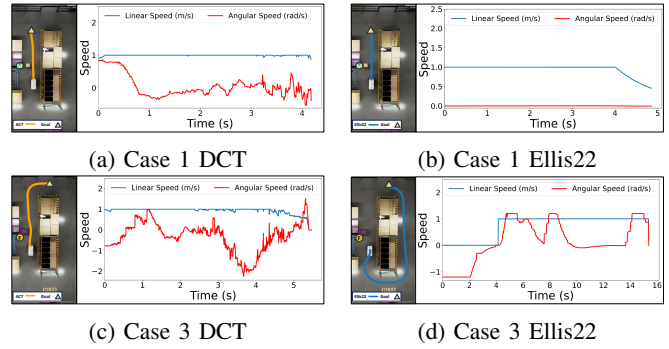 Linear Speed (m/s) Angular Speed (rad/s)
Speed
1
0
0 1 2 3 4
Time (s)
M
ACT Goal
(a) Case 1 DCT
Linear Speed (m/s) Angular Speed (rad/s)
Speed
2.5
2.0
1.5
1.0
0.5
0.0
0 1 2 3 4 5
Time (s)
M
Ellis22 Goal
(b) Case 1 Ellis22
Linear Speed (m/s) Angular Speed (rad/s)
Speed
2
1
0
−1
−2
0 1 2 3 4 5
Time (s)
F
ACT Goal
(c) Case 3 DCT
Linear Speed (m/s) Angular Speed (rad/s)
Speed
2
1
0
−1
0 2 4 6 8 10 12 14 16
Time (s)
F
Ellis22 Goal
(d) Case 3 Ellis22